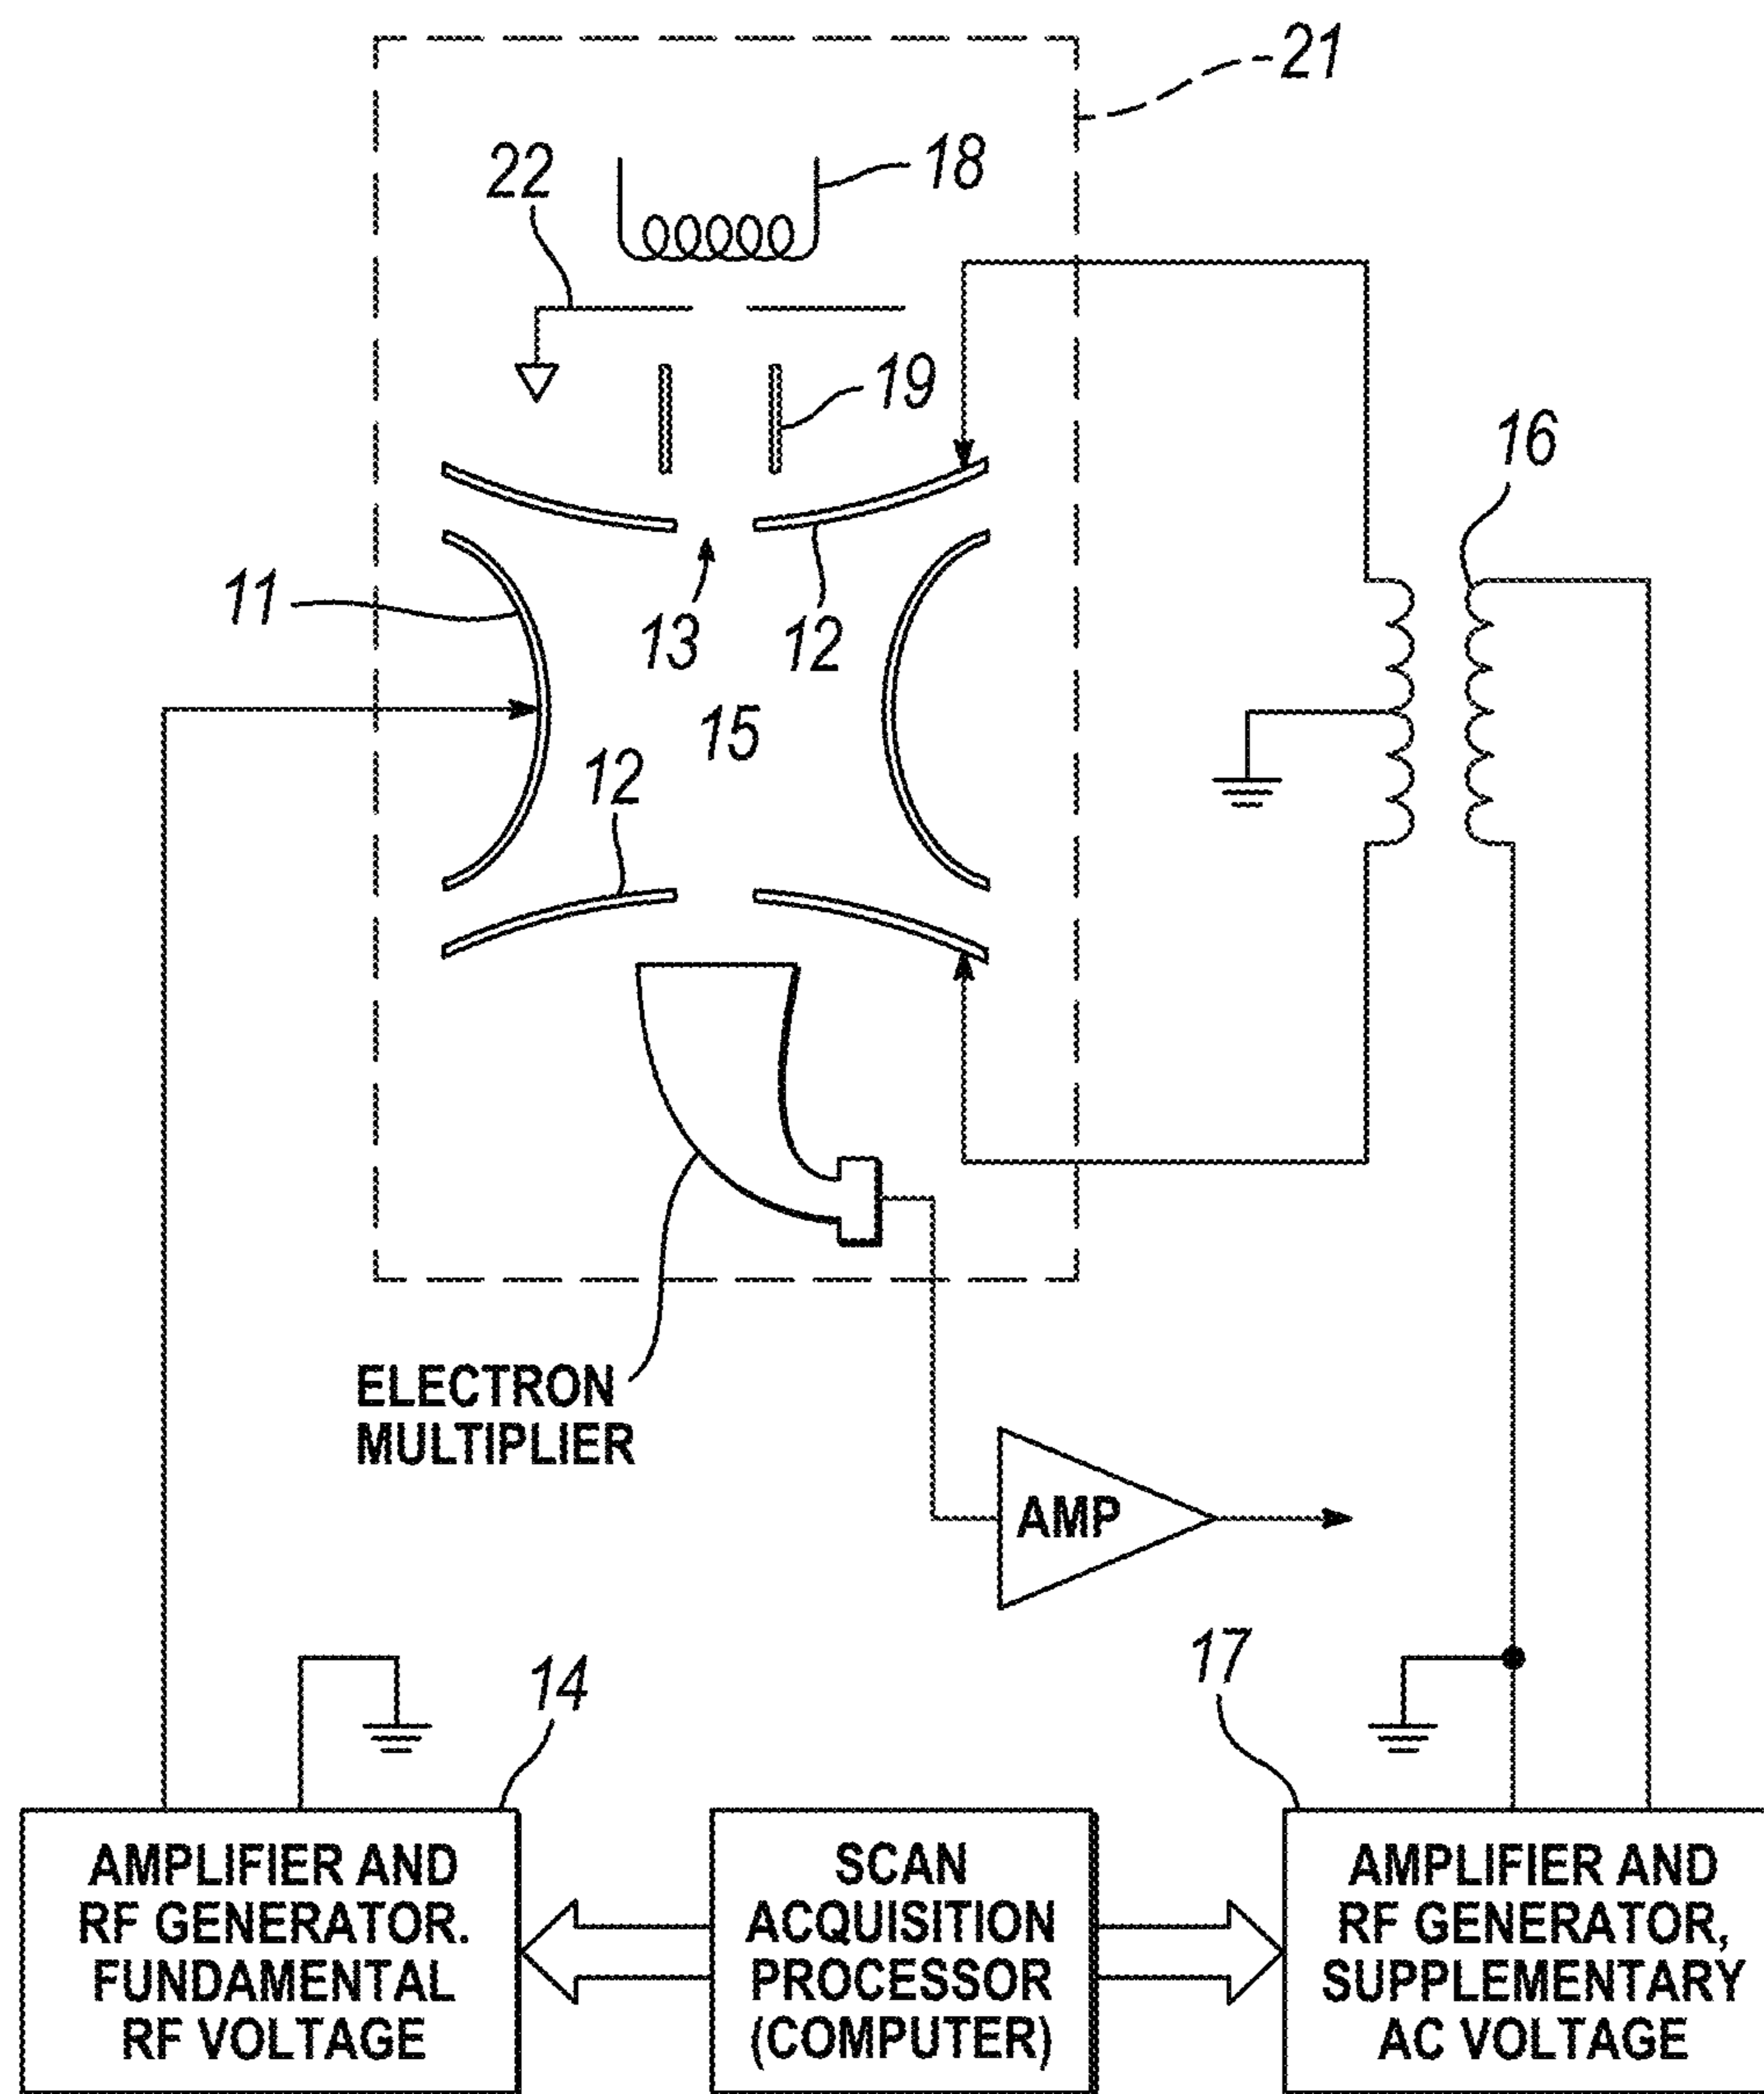 21
18
22
19
16
11
13
12
15
12
ELECTRON
MULTIPLIER
AMP
14
17
AMPLIFIER AND
RF GENERATOR.
FUNDAMENTAL
RF VOLTAGE
SCAN
ACQUISITION
PROCESSOR
(COMPUTER)
AMPLIFIER AND
RF GENERATOR,
SUPPLEMENTARY
AC VOLTAGE